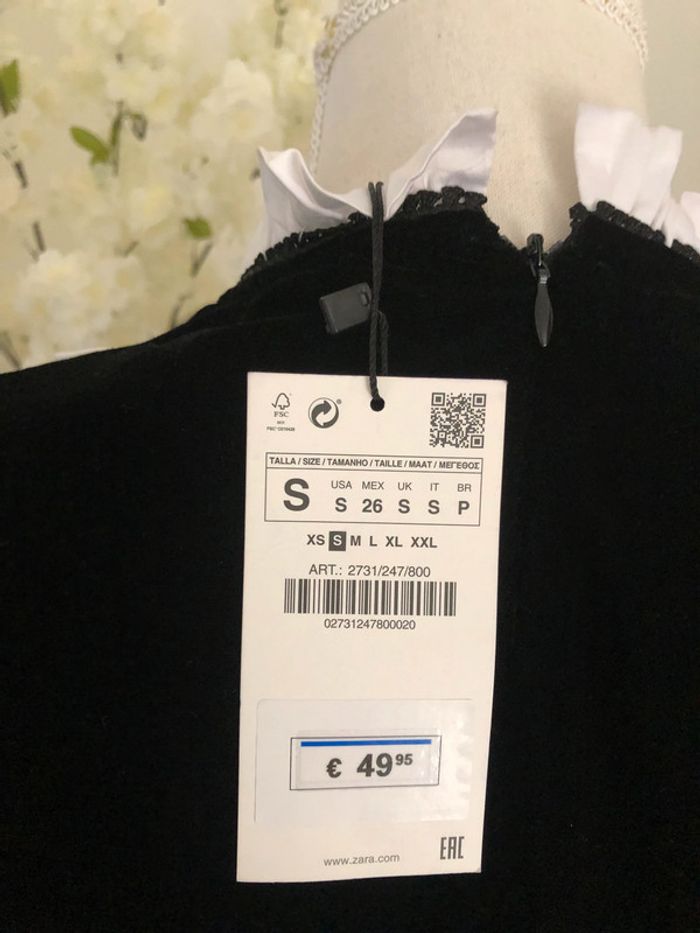 FSC
TALLA / SIZE / TAMANHO / TAILLE / MAAT / ΜΕΓΕΘΟΣ
S
USA MEX UK IT BR
S 26 S S P
XS S M L XL XXL
ART.: 2731/247/800
02731247800020
€ 49 95
www.zara.com
EAC